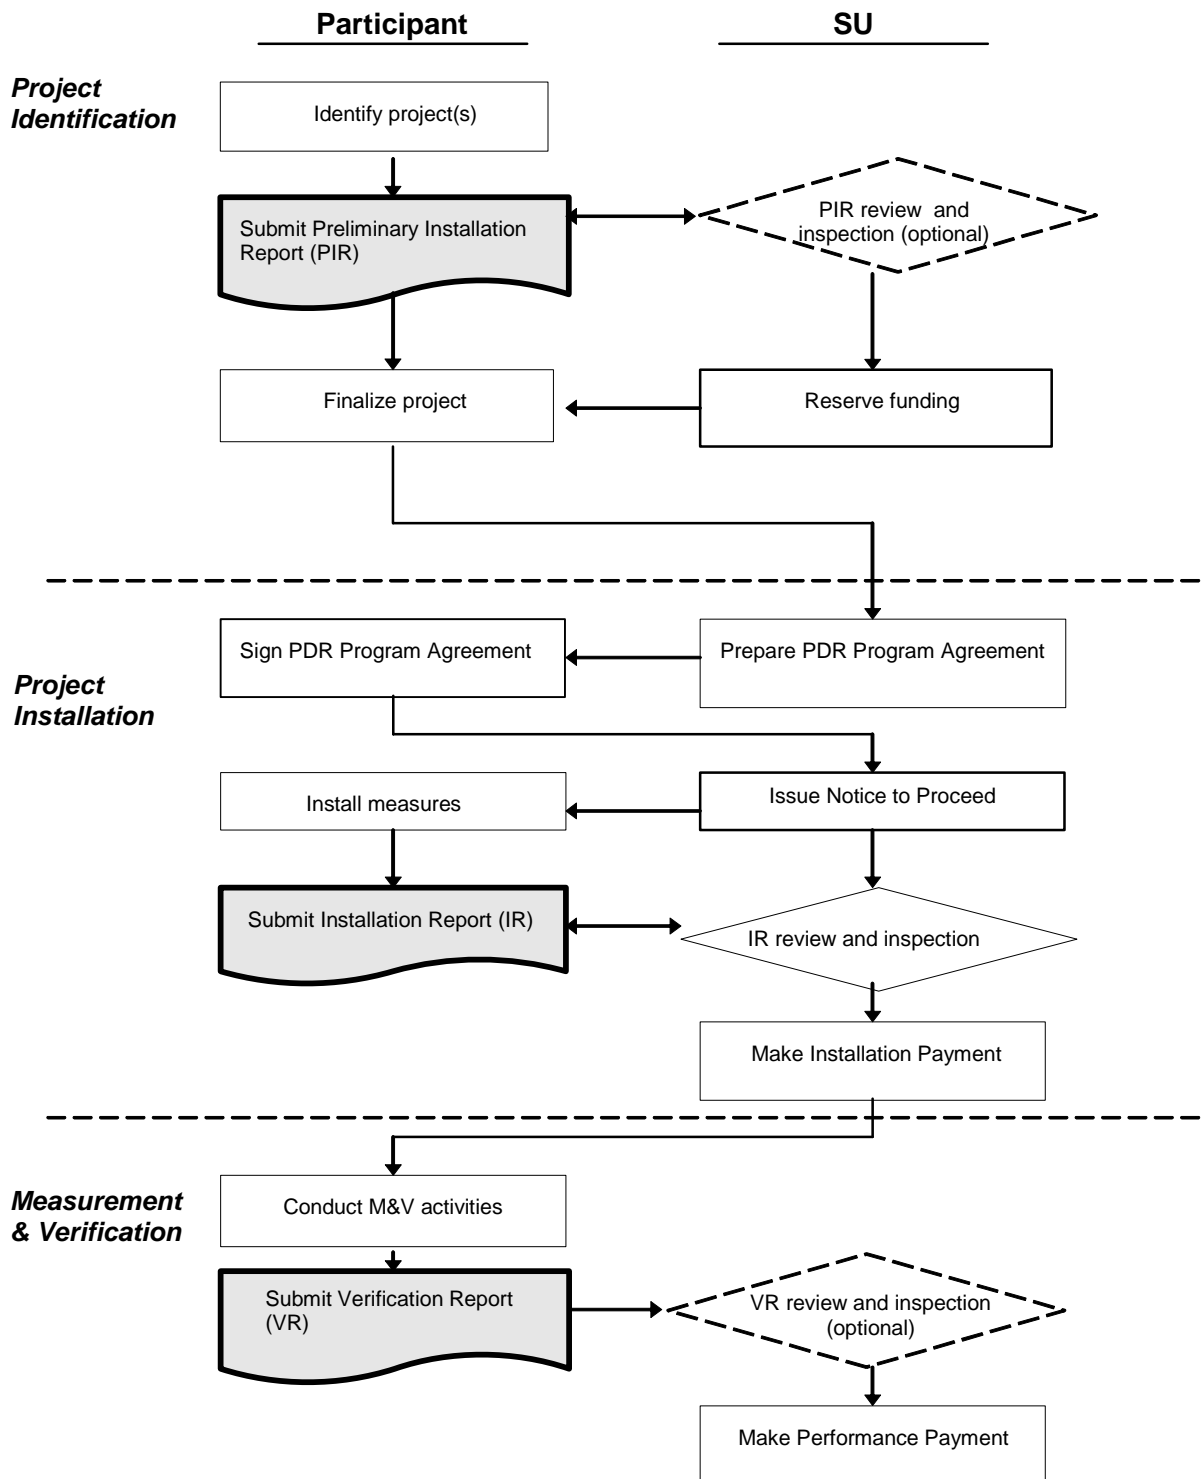 Participant
SU
Project
Identification
Identify project(s)
Submit Preliminary Installation
Report (PIR)
PIR review and
inspection (optional)
Finalize project
Reserve funding
Project
Installation
Sign PDR Program Agreement
Prepare PDR Program Agreement
Install measures
Issue Notice to Proceed
Submit Installation Report (IR)
IR review and inspection
Make Installation Payment
Measurement
& Verification
Conduct M&V activities
Submit Verification Report
(VR)
VR review and inspection
(optional)
Make Performance Payment